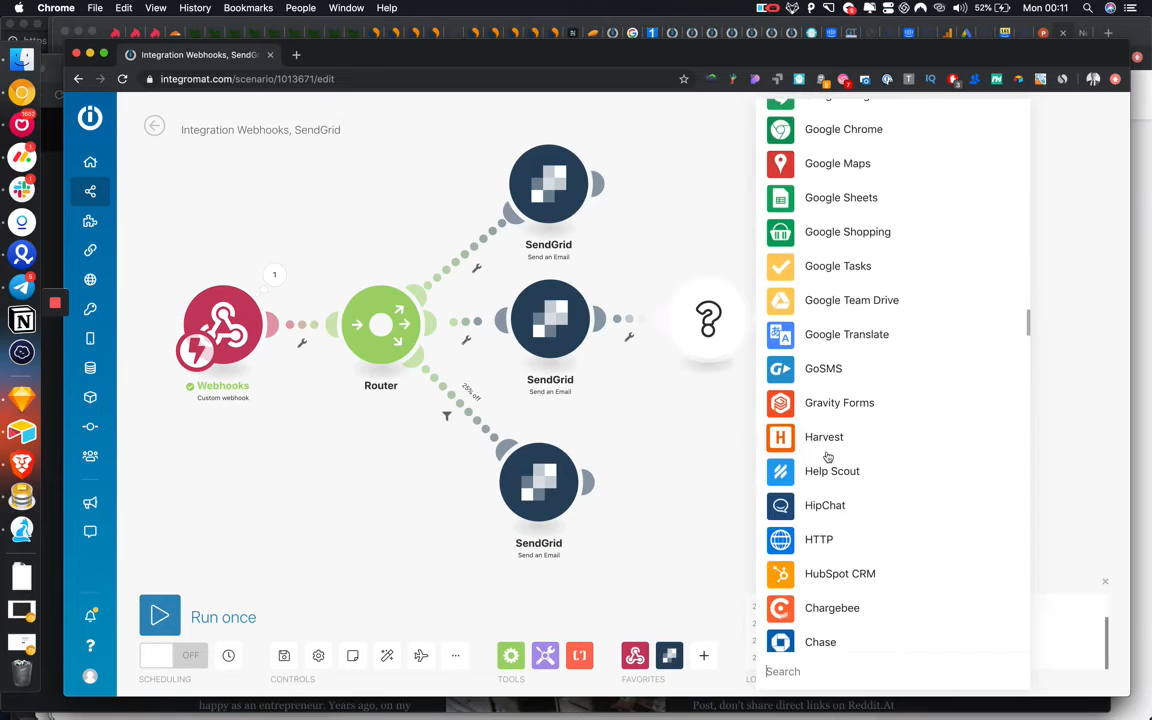 Chrome File Edit View History Bookmarks People Window Help
52% Mon 00:11
Integration Webhooks, SendGr
integromat.com/scenario/1013671/edit
Integration Webhooks, SendGrid
1
Webhooks
Custom webhook
Router
SendGrid
Send an Email
SendGrid
Send an Email
25% off
SendGrid
Send an Email
?
Google Chrome
Google Maps
Google Sheets
Google Shopping
Google Tasks
Google Team Drive
Google Translate
GoSMS
Gravity Forms
Harvest
Help Scout
HipChat
HTTP
HubSpot CRM
Chargebee
Chase
Search
Run once
OFF
SCHEDULING
CONTROLS
TOOLS
FAVORITES
happy as an entrepreneur. Years ago, on my
Post, don't share direct links on Reddit.At